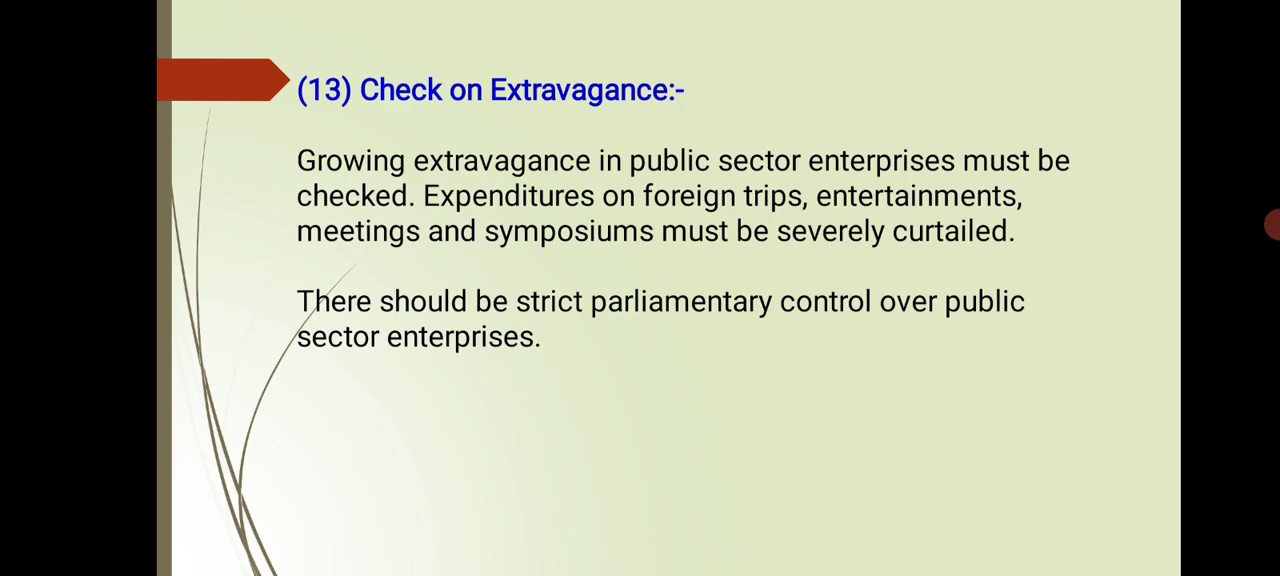 (13) Check on Extravagance:-
Growing extravagance in public sector enterprises must be
checked. Expenditures on foreign trips, entertainments,
meetings and symposiums must be severely curtailed.
There should be strict parliamentary control over public
sector enterprises.